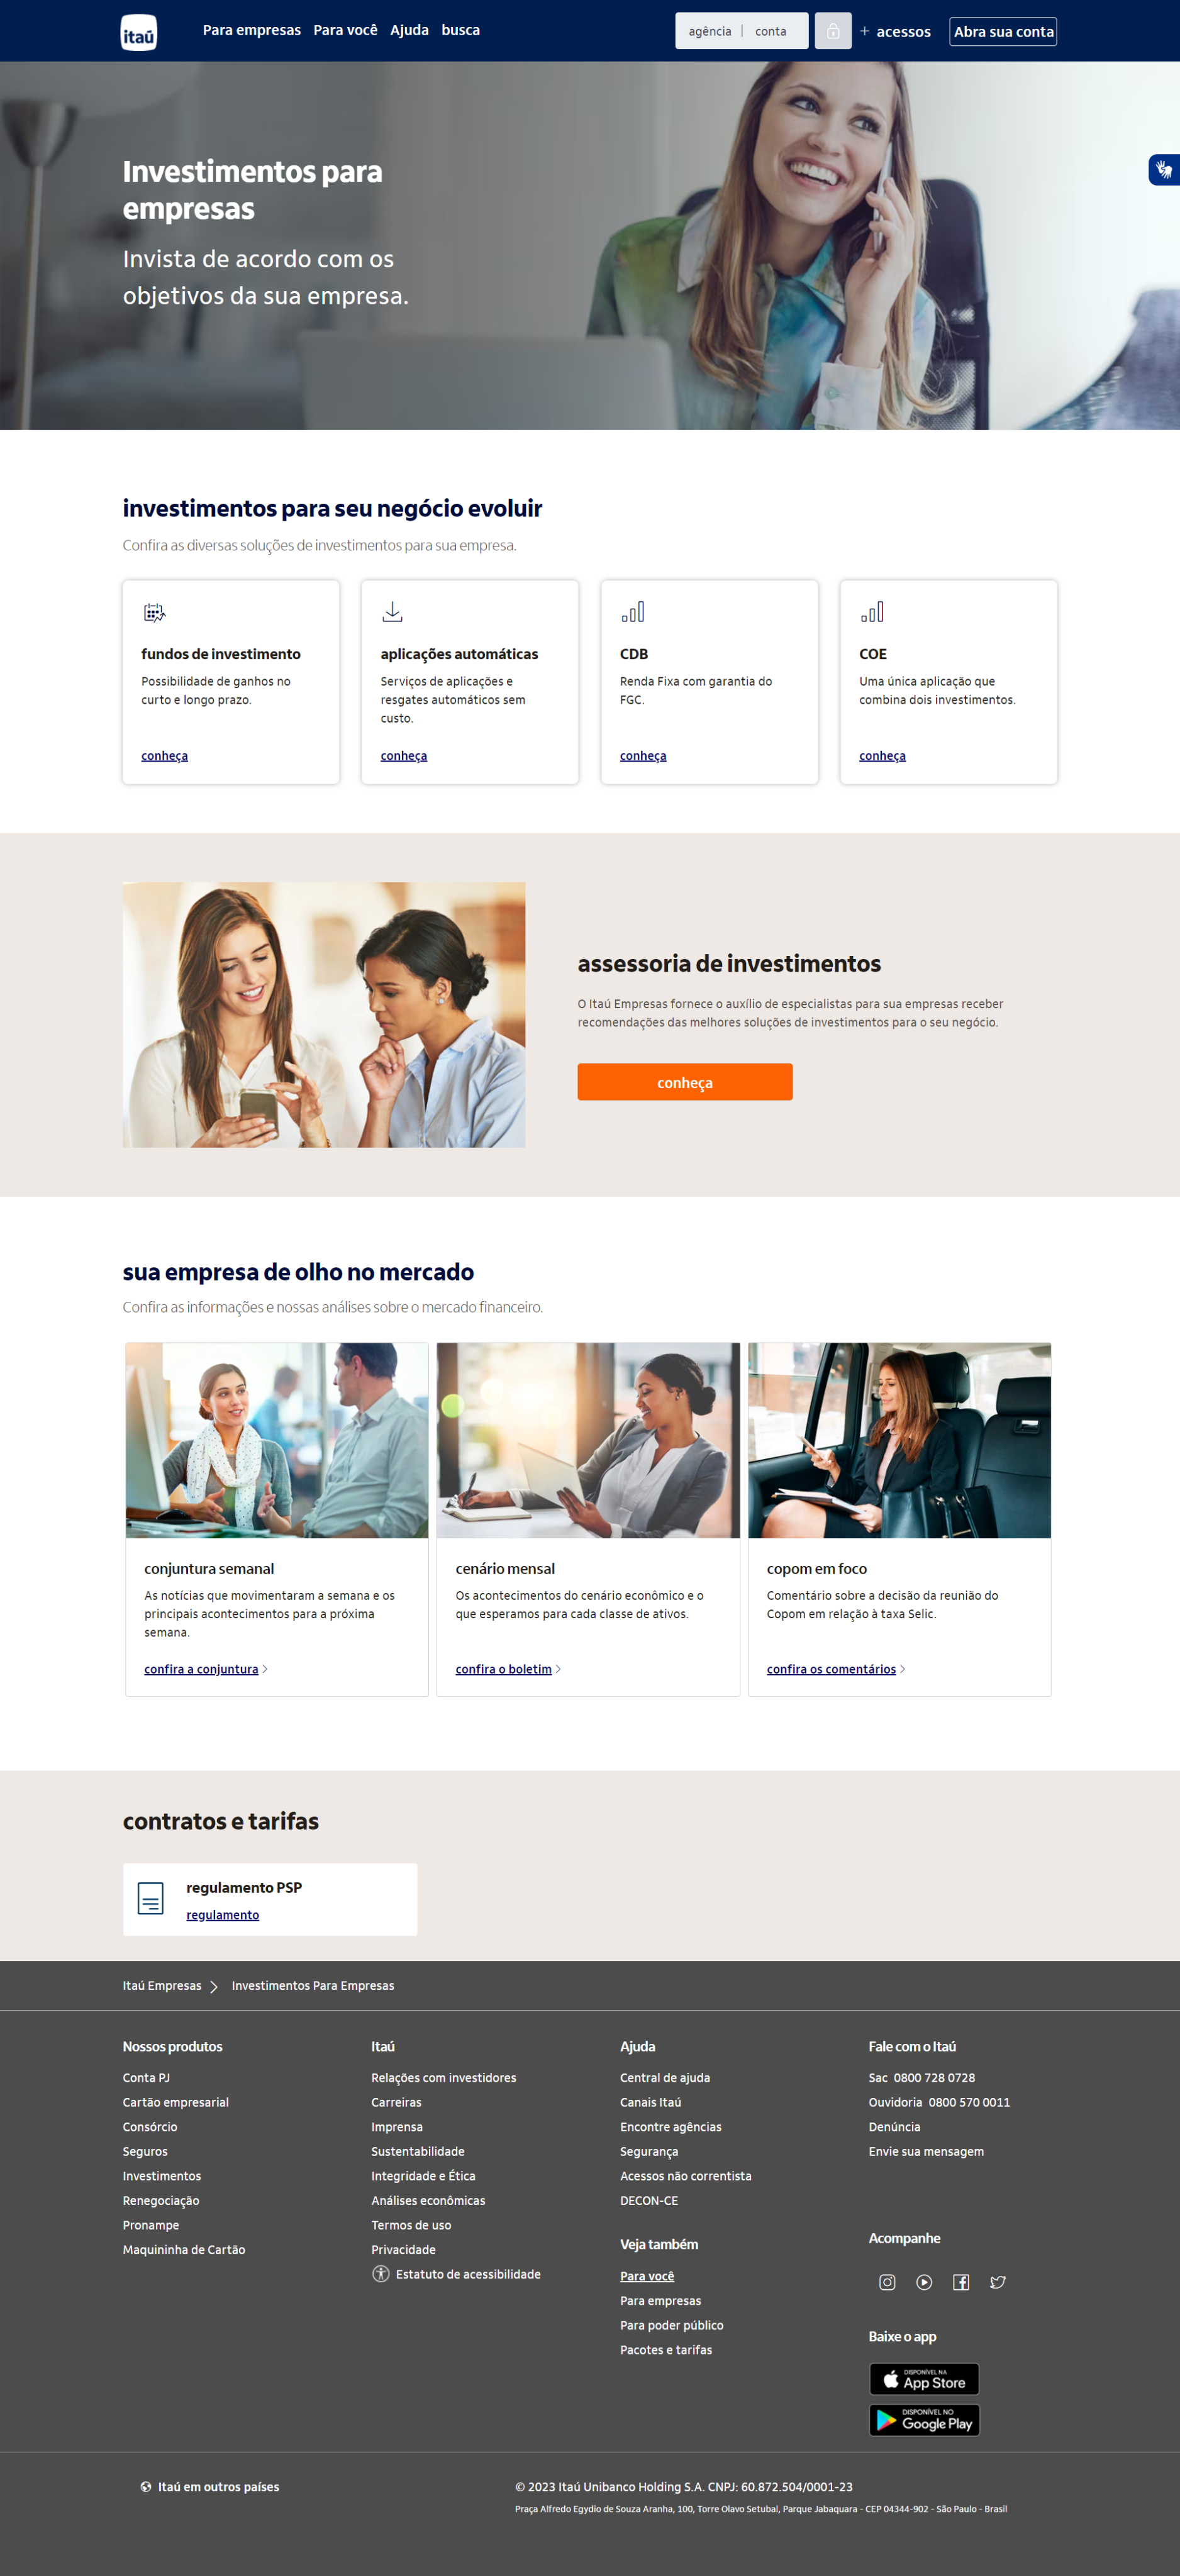 itaú
Para empresas Para você Ajuda busca
agência | conta
+ acessos
Abra sua conta
Investimentos para
empresas
Invista de acordo com os
objetivos da sua empresa.
investimentos para seu negócio evoluir
Confira as diversas soluções de investimentos para sua empresa.
fundos de investimento
Possibilidade de ganhos no
curto e longo prazo.
conheça
aplicações automáticas
Serviços de aplicações e
resgates automáticos sem
custo.
conheça
CDB
Renda Fixa com garantia do
FGC.
conheça
COE
Uma única aplicação que
combina dois investimentos.
conheça
assessoria de investimentos
O Itaú Empresas fornece o auxílio de especialistas para sua empresas receber
recomendações das melhores soluções de investimentos para o seu negócio.
conheça
sua empresa de olho no mercado
Confira as informações e nossas análises sobre o mercado financeiro.
conjuntura semanal
As notícias que movimentaram a semana e os
principais acontecimentos para a próxima
semana.
confira a conjuntura
cenário mensal
Os acontecimentos do cenário econômico e o
que esperamos para cada classe de ativos.
confira o boletim
copom em foco
Comentário sobre a decisão da reunião do
Copom em relação à taxa Selic.
confira os comentários
contratos e tarifas
regulamento PSP
regulamento
Itaú Empresas
Investimentos Para Empresas
Nossos produtos
Conta PJ
Cartão empresarial
Consórcio
Seguros
Investimentos
Renegociação
Pronampe
Maquininha de Cartão
Itaú
Relações com investidores
Carreiras
Imprensa
Sustentabilidade
Integridade e Ética
Análises econômicas
Termos de uso
Privacidade
Estatuto de acessibilidade
Ajuda
Central de ajuda
Canais Itaú
Encontre agências
Segurança
Acessos não correntista
DECON-CE
Veja também
Para você
Para empresas
Para poder público
Pacotes e tarifas
Fale com o Itaú
Sac 0800 728 0728
Ouvidoria 0800 570 0011
Denúncia
Envie sua mensagem
Acompanhe
Baixe o app
DISPONÍVEL NA
App Store
DISPONÍVEL NO
Google Play
Itaú em outros países
© 2023 Itaú Unibanco Holding S.A. CNPJ: 60.872.504/0001-23
Praça Alfredo Egydio de Souza Aranha, 100, Torre Olavo Setubal, Parque Jabaquara - CEP 04344-902 - São Paulo - Brasil